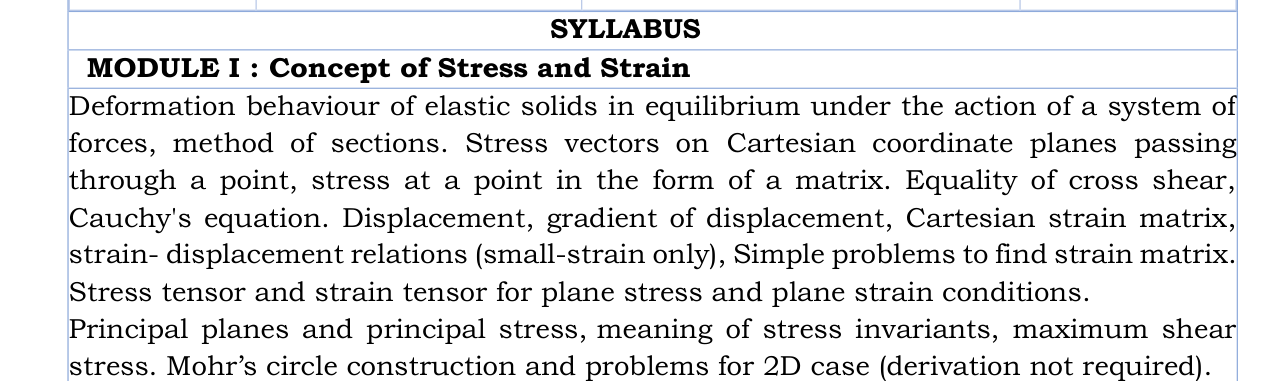 SYLLABUS
MODULE I : Concept of Stress and Strain
Deformation behaviour of elastic solids in equilibrium under the action of a system of
forces, method of sections. Stress vectors on Cartesian coordinate planes passing
through a point, stress at a point in the form of a matrix. Equality of cross shear,
Cauchy's equation. Displacement, gradient of displacement, Cartesian strain matrix,
strain- displacement relations (small-strain only), Simple problems to find strain matrix.
Stress tensor and strain tensor for plane stress and plane strain conditions.
Principal planes and principal stress, meaning of stress invariants, maximum shear
stress. Mohr’s circle construction and problems for 2D case (derivation not required).